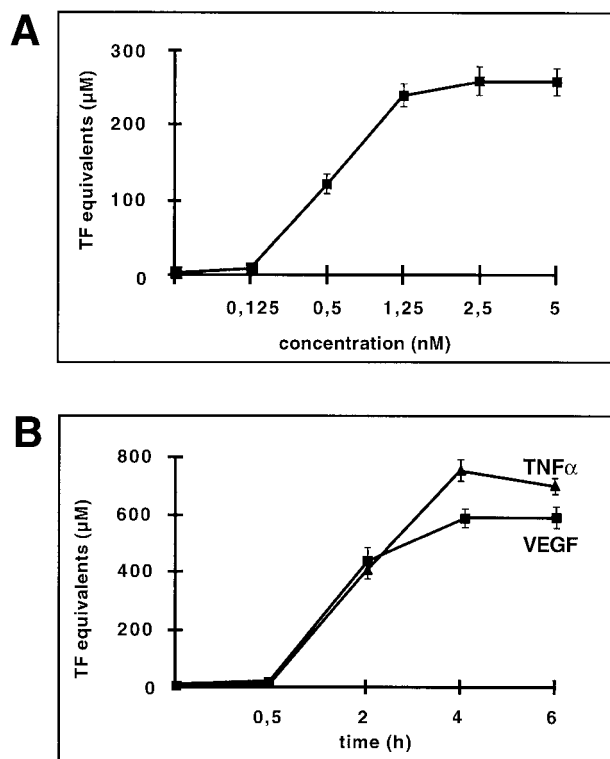 A
TF equivalents (µM)
300
200
100
0
0,125 0,5 1,25 2,5 5
concentration (nM)
B
TF equivalents (µM)
800
600
400
200
0
TNFα
VEGF
0,5 2 4 6
time (h)